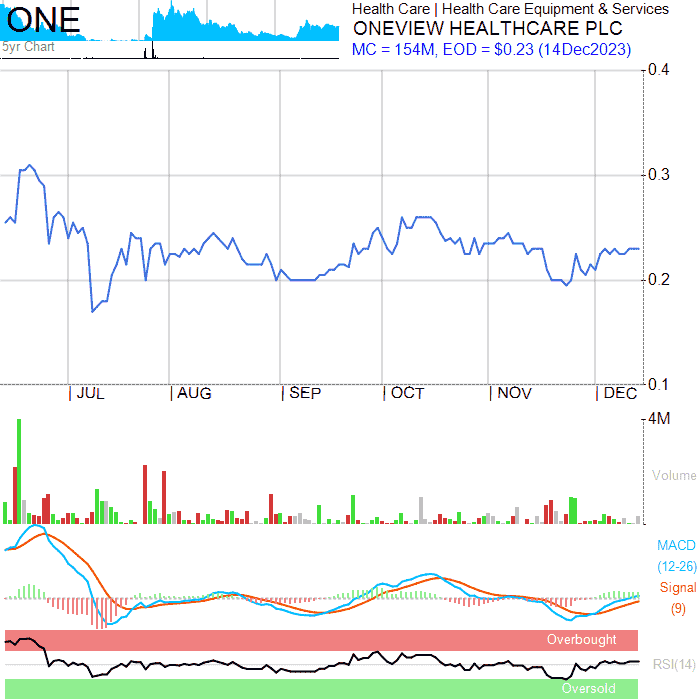 ONE
5yr Chart
Health Care | Health Care Equipment & Services
ONEVIEW HEALTHCARE PLC
MC = 154M, EOD = $0.23 (14Dec2023)
0.4
0.3
0.2
0.1
JUL AUG SEP OCT NOV DEC
4M
Volume
MACD
(12-26)
Signal
(9)
Overbought
RSI(14)
Oversold